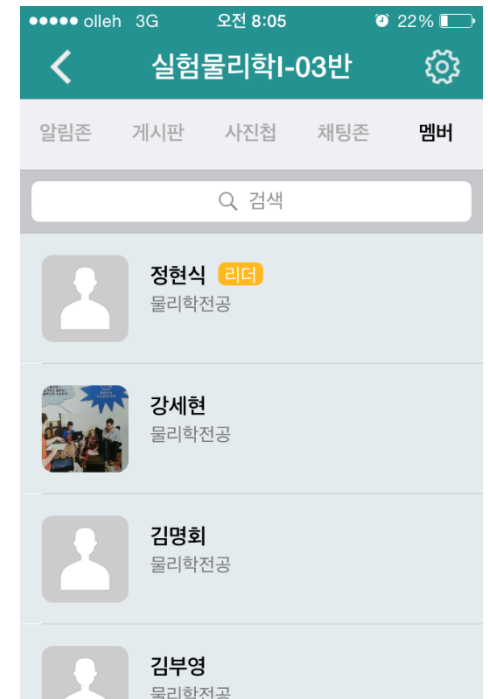 olleh 3G 오전 8:05 22%
실험물리학I-03반
알림존 게시판 사진첩 채팅존 멤버
검색
정현식 리더
물리학전공
강세현
물리학전공
김명회
물리학전공
김부영
물리학전공